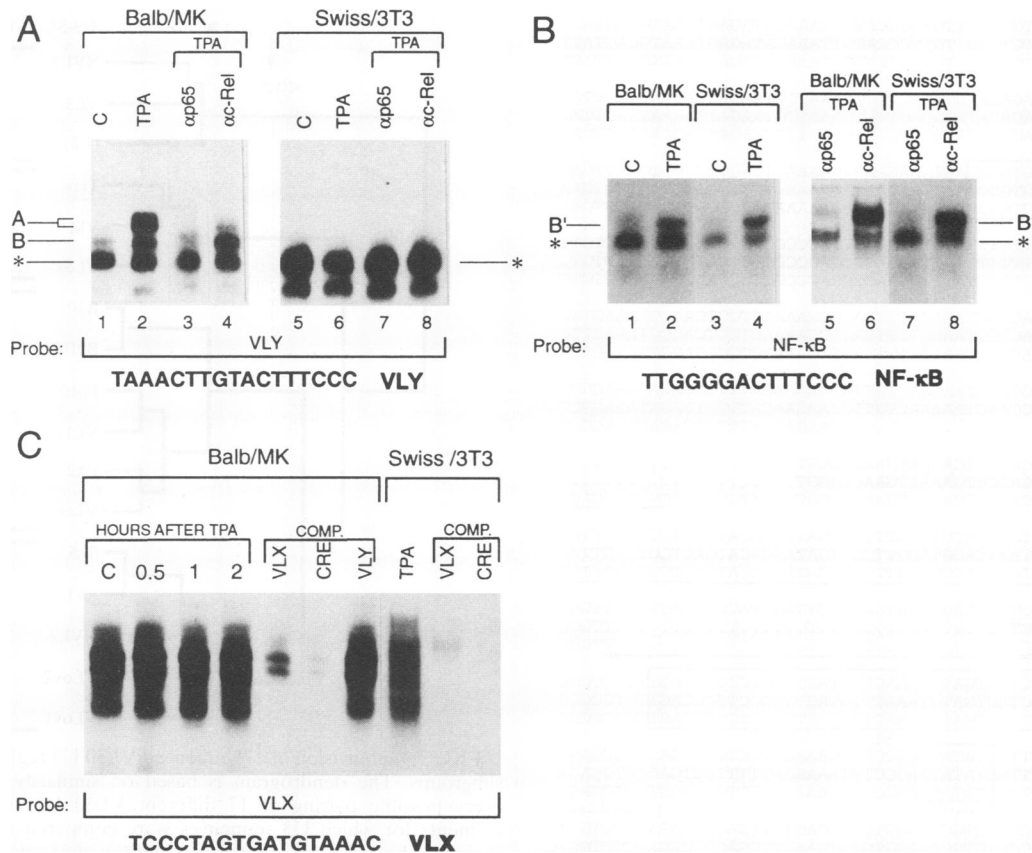 A
Balb/MK
Swiss/3T3
TPA
TPA
C
TPA
αp65
αc-Rel
C
TPA
αp65
αc-Rel
A
B
*
*
1 2 3 4 5 6 7 8
Probe:
VLY
TAAACTTGTACTTTCCC VLY
B
Balb/MK
Swiss/3T3
Balb/MK
Swiss/3T3
TPA
TPA
C
TPA
C
TPA
αp65
αc-Rel
αp65
αc-Rel
B'
*
B
*
1 2 3 4 5 6 7 8
Probe:
NF-κB
TTGGGGACTTTCCC NF-κB
C
Balb/MK
Swiss /3T3
HOURS AFTER TPA
COMP.
COMP.
C 0.5 1 2
VLX
CRE
VLY
TPA
VLX
CRE
Probe:
VLX
TCCCTAGTGATGTAAAC VLX